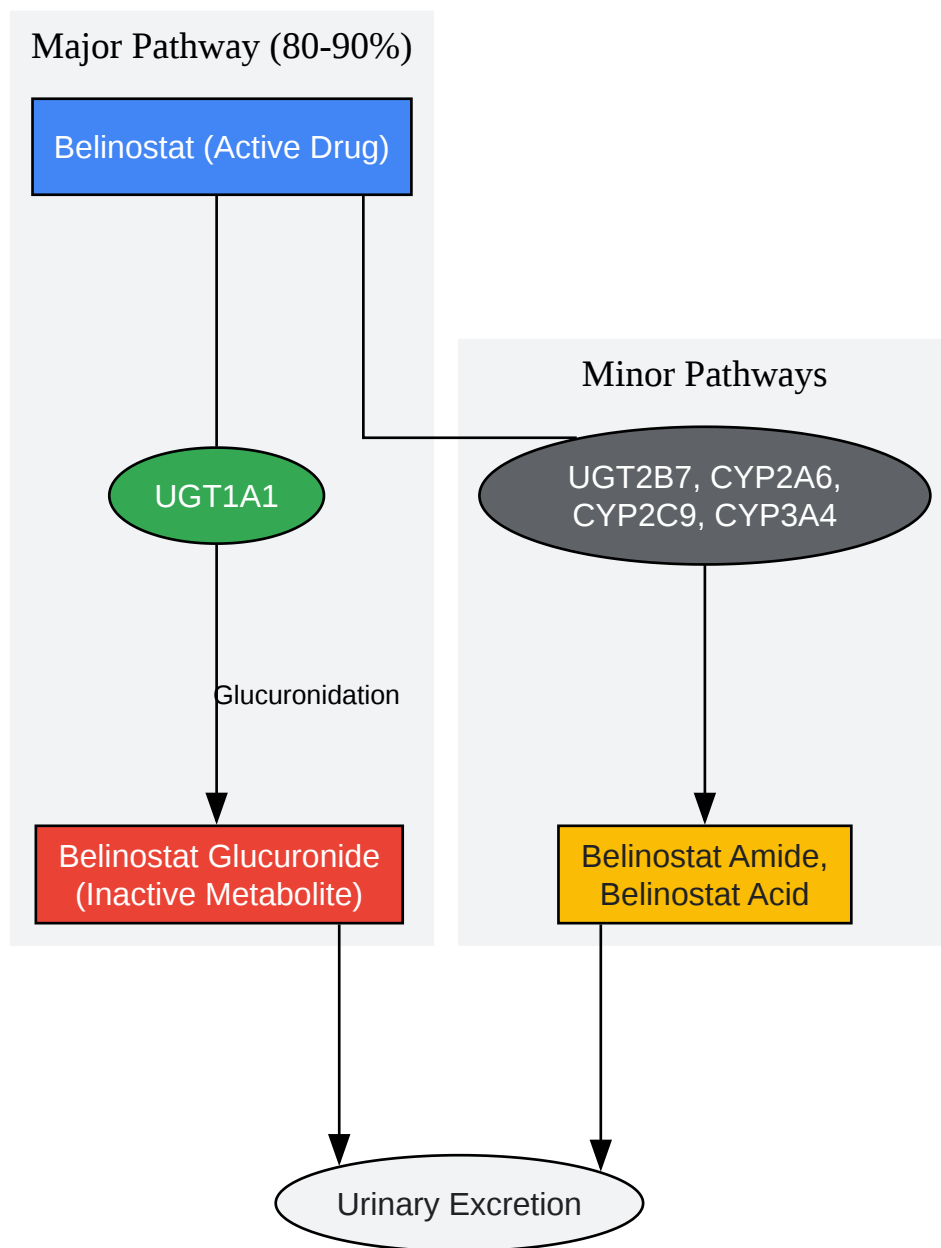 Major Pathway (80-90%)
Belinostat (Active Drug)
Minor Pathways
UGT1A1
UGT2B7, CYP2A6,
CYP2C9, CYP3A4
Glucuronidation
Belinostat Glucuronide
(Inactive Metabolite)
Belinostat Amide,
Belinostat Acid
Urinary Excretion